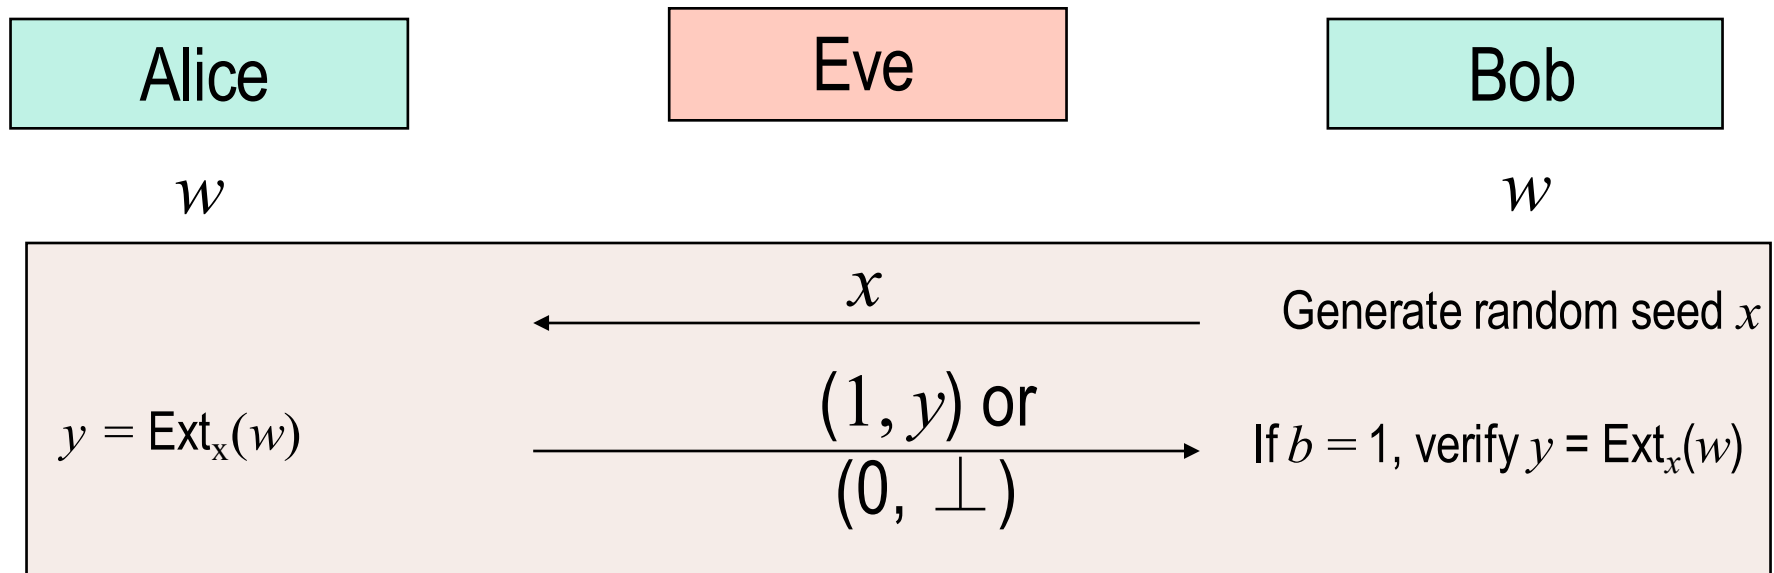 Alice
Eve
Bob
w
w
x
Generate random seed x
(1, y) or
y = Extₓ(w)
If b = 1, verify y = Extₓ(w)
(0, ⊥)